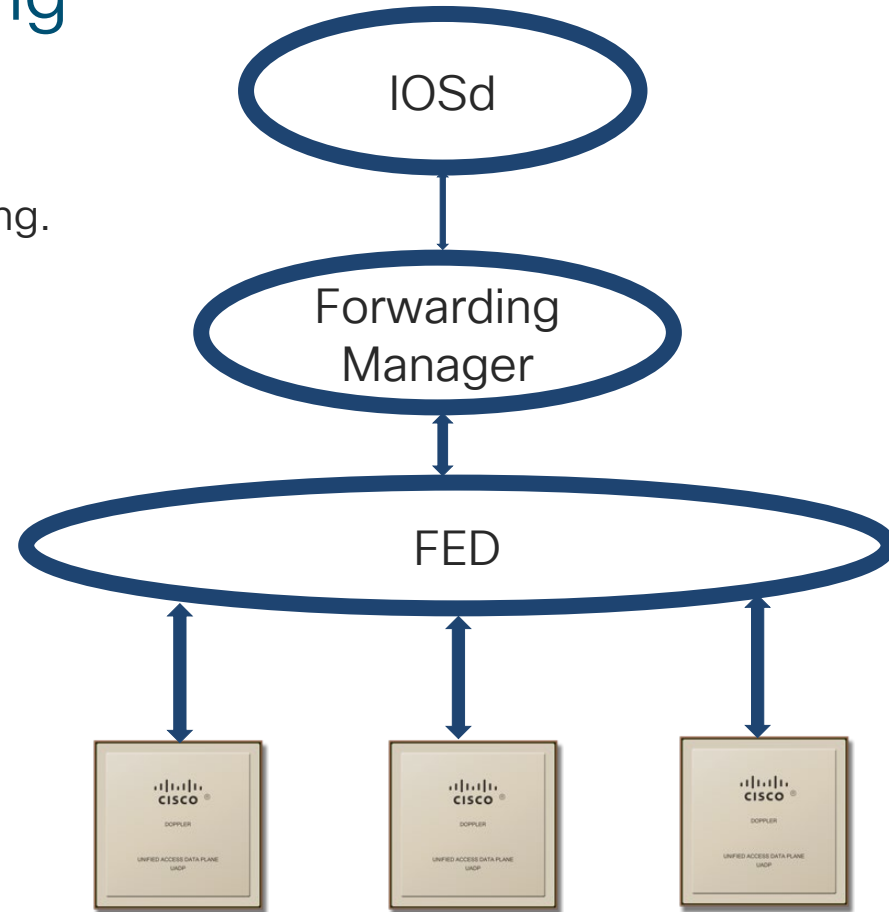 ng
IOSd
ng.
Forwarding
Manager
FED
CISCO ®
DOPPLER
UNIFIED ACCESS DATA PLANE
UADP
CISCO ®
DOPPLER
UNIFIED ACCESS DATA PLANE
UADP
CISCO ®
DOPPLER
UNIFIED ACCESS DATA PLANE
UADP